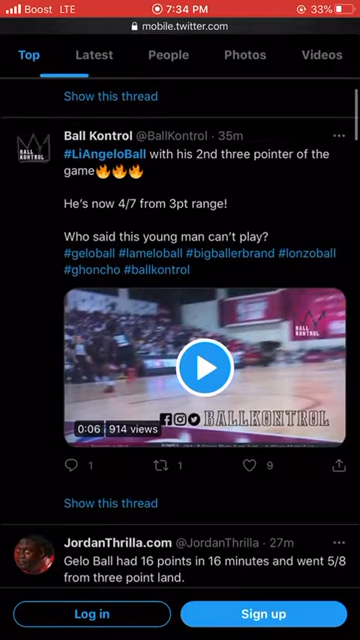 Boost LTE 7:34 PM 33%
mobile.twitter.com
Top Latest People Photos Videos
Show this thread
Ball Kontrol @BallKontrol · 35m
#LiAngeloBall with his 2nd three pointer of the
game🔥🔥🔥
He's now 4/7 from 3pt range!
Who said this young man can't play?
#geloball #lameloball #bigballerbrand #lonzoball
#ghoncho #ballkontrol
BALL KONTROL
BALLKONTROL
0:06 914 views
1 1 9
Show this thread
JordanThrilla.com @JordanThrilla · 27m
Gelo Ball had 16 points in 16 minutes and went 5/8
from three point land.
Log in Sign up